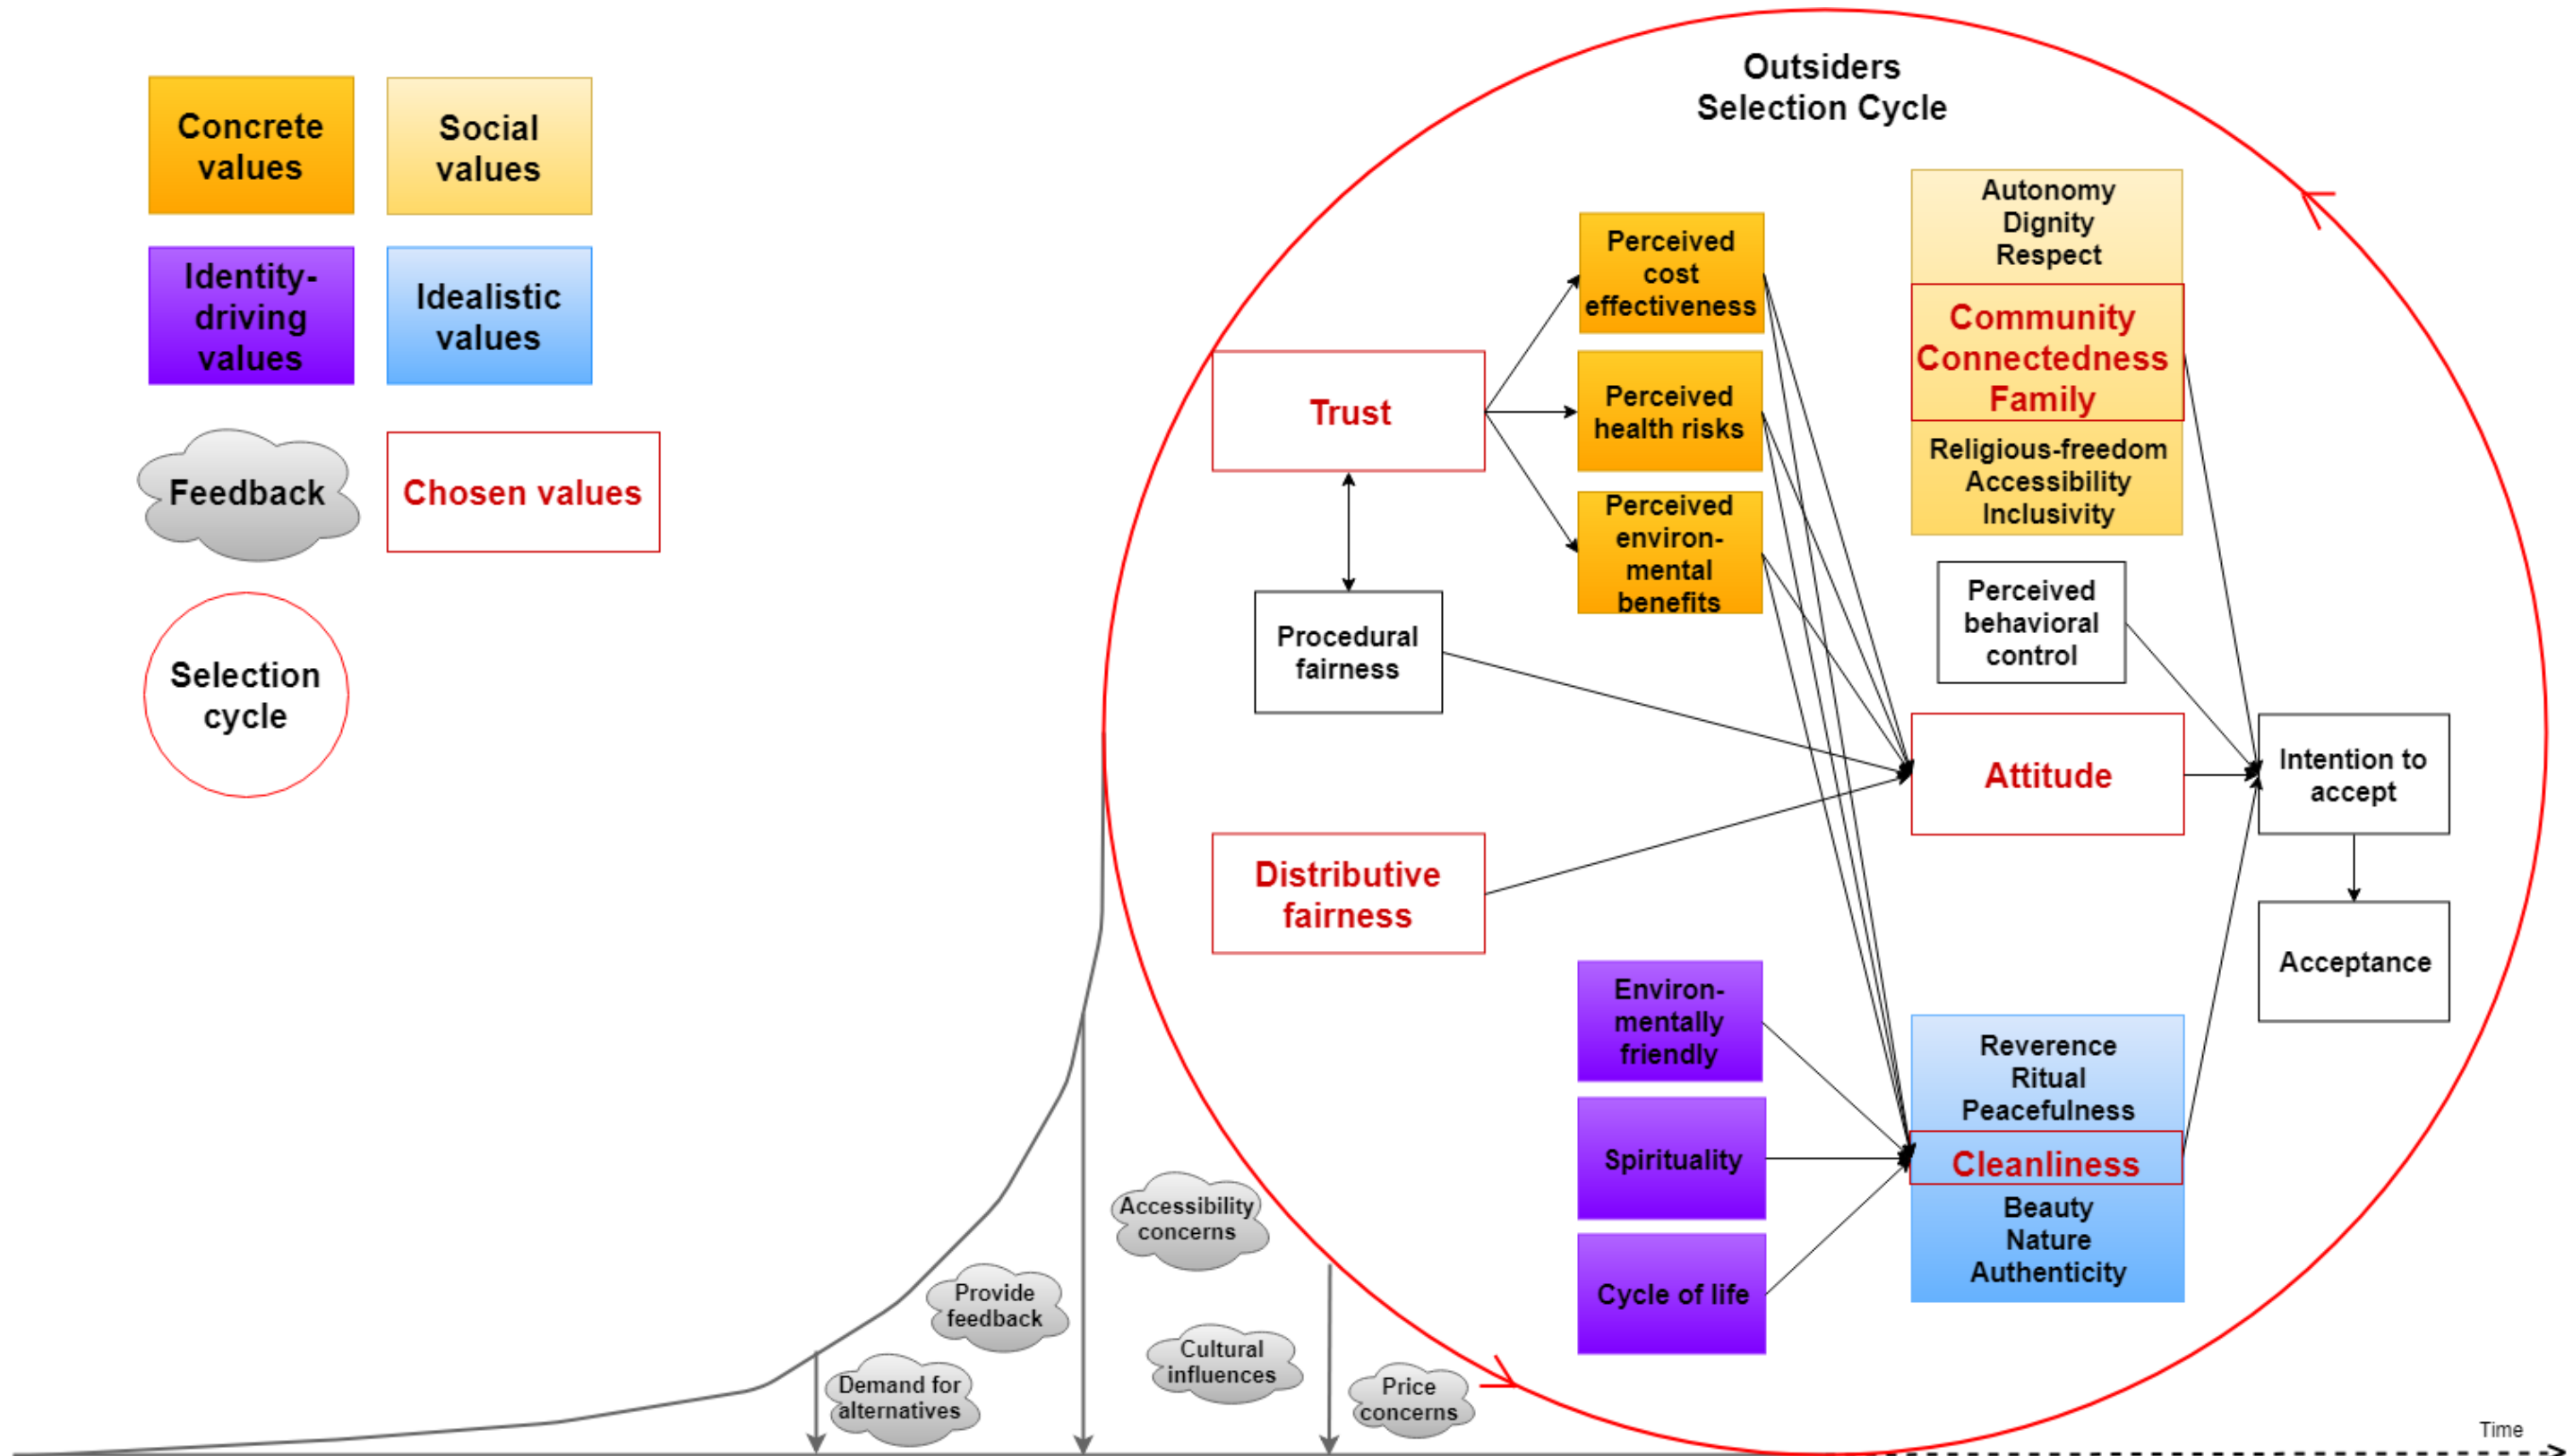 Outsiders
Selection Cycle
Concrete
values
Social
values
Identity-
driving
values
Idealistic
values
Feedback
Chosen values
Selection
cycle
Trust
Procedural
fairness
Distributive
fairness
Perceived
cost
effectiveness
Perceived
health risks
Perceived
environ-
mental
benefits
Environ-
mentally
friendly
Spirituality
Cycle of life
Autonomy
Dignity
Respect
Community
Connectedness
Family
Religious-freedom
Accessibility
Inclusivity
Perceived
behavioral
control
Attitude
Reverence
Ritual
Peacefulness
Cleanliness
Beauty
Nature
Authenticity
Intention to
accept
Acceptance
Accessibility
concerns
Provide
feedback
Cultural
influences
Demand for
alternatives
Price
concerns
Time